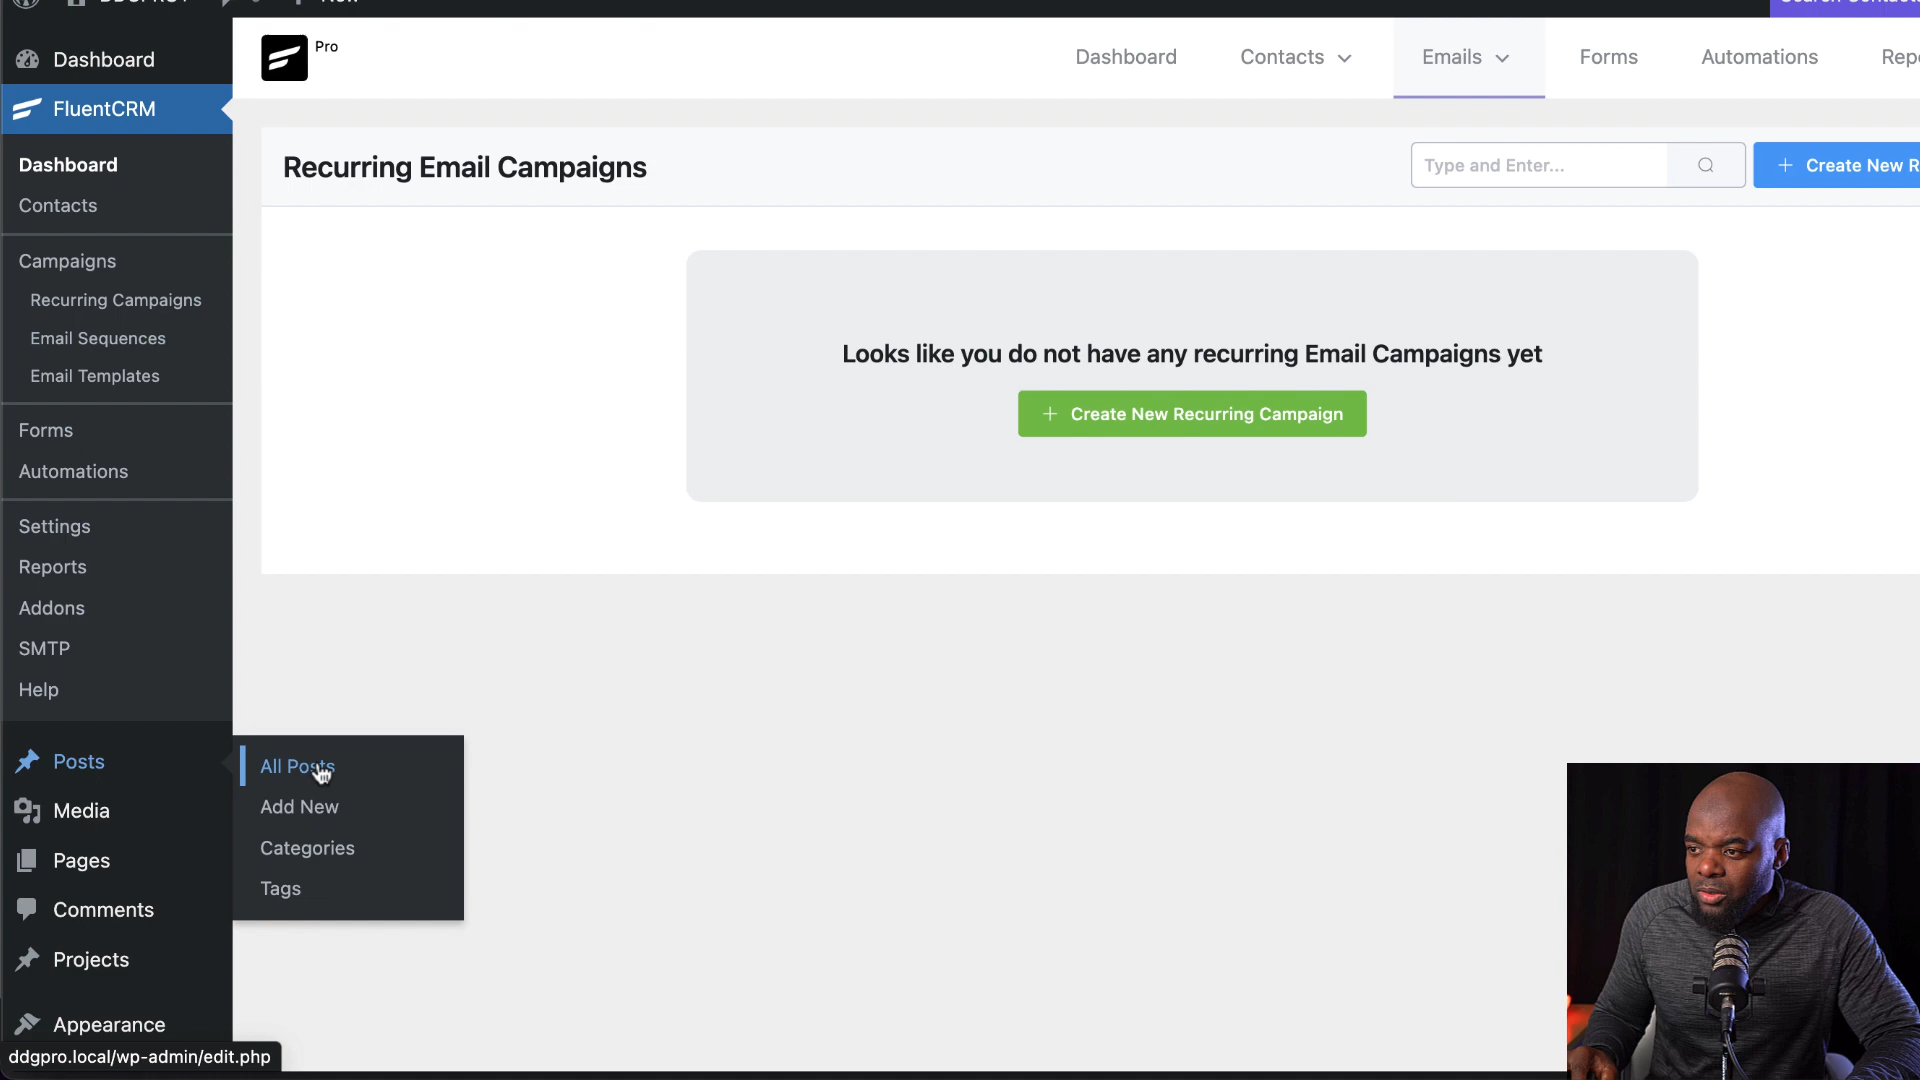 Dashboard
FluentCRM
Dashboard
Contacts
Campaigns
Recurring Campaigns
Email Sequences
Email Templates
Forms
Automations
Settings
Reports
Addons
SMTP
Help
Posts
Media
Pages
Comments
Projects
Appearance
All Posts
Add New
Categories
Tags
ddgpro.local/wp-admin/edit.php
Pro
Dashboard Contacts Emails Forms Automations Rep
Recurring Email Campaigns
Type and Enter...
+ Create New R
Looks like you do not have any recurring Email Campaigns yet
+ Create New Recurring Campaign